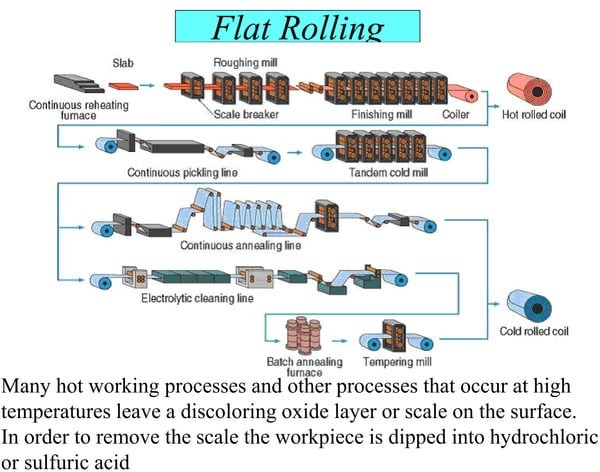 Flat Rolling
Slab
Roughing mill
Continuous reheating
furnace
Scale breaker
Finishing mill
Coiler
Hot rolled coil
Continuous pickling line
Tandem cold mill
Continuous annealing line
Electrolytic cleaning line
Cold rolled coil
Batch annealing
furnace
Tempering mill
Many hot working processes and other processes that occur at high
temperatures leave a discoloring oxide layer or scale on the surface.
In order to remove the scale the workpiece is dipped into hydrochloric
or sulfuric acid